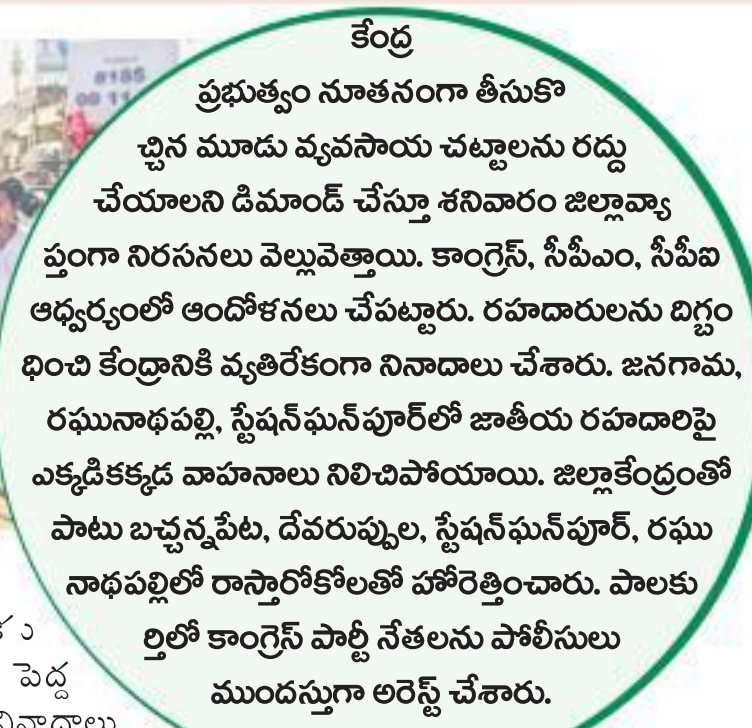 కేంద్ర
ప్రభుత్వం నూతనంగా తీసుకొ
చ్చిన మూడు వ్యవసాయ చట్టాలను రద్దు
చేయాలని డిమాండ్ చేస్తూ శనివారం జిల్లావ్యా
ప్తంగా నిరసనలు వెల్లువెత్తాయి. కాంగ్రెస్, సీపీఎం, సీపీఐ
ఆధ్వర్యంలో ఆందోళనలు చేపట్టారు. రహదారులను దిగ్బం
ధించి కేంద్రానికి వ్యతిరేకంగా నినాదాలు చేశారు. జనగామ,
రఘునాథపల్లి, స్టేషన్‌ఘన్‌పూర్‌లో జాతీయ రహదారిపై
ఎక్కడికక్కడ వాహనాలు నిలిచిపోయాయి. జిల్లాకేంద్రంతో
పాటు బచ్చన్నపేట, దేవరుప్పుల, స్టేషన్‌ఘన్‌పూర్, రఘు
నాథపల్లిలో రాస్తారోకోలతో హోరెత్తించారు. పాలకు
ర్తిలో కాంగ్రెస్ పార్టీ నేతలను పోలీసులు
ముందస్తుగా అరెస్ట్ చేశారు.
పెద్ద